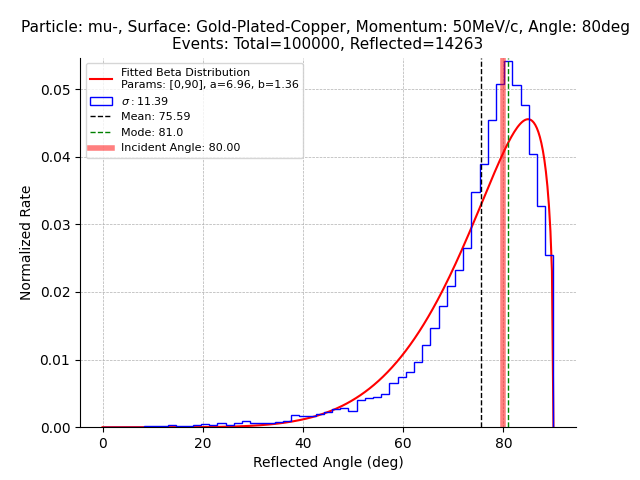 Particle: mu-, Surface: Gold-Plated-Copper, Momentum: 50MeV/c, Angle: 80deg
Events: Total=100000, Reflected=14263
Fitted Beta Distribution
Params: [0,90], a=6.96, b=1.36
σ: 11.39
Mean: 75.59
Mode: 81.0
Incident Angle: 80.00
Normalized Rate
0.05
0.04
0.03
0.02
0.01
0.00
0 20 40 60 80
Reflected Angle (deg)